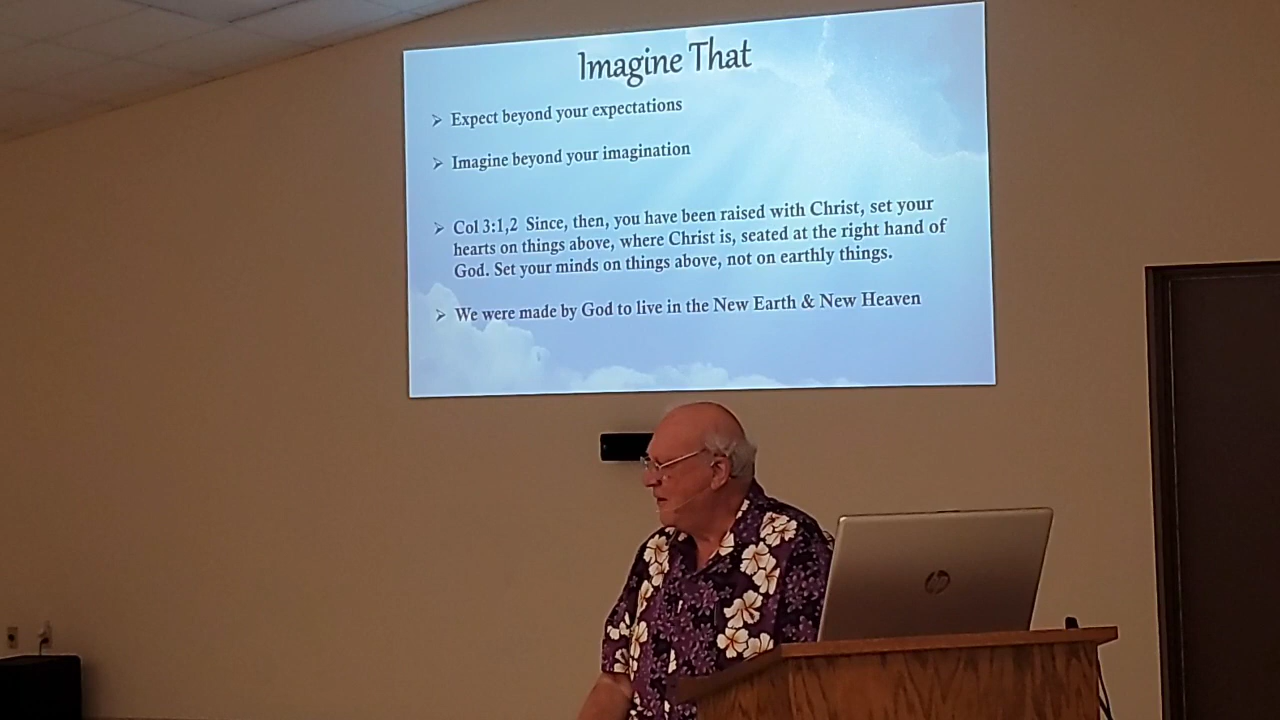 Imagine That
➢ Expect beyond your expectations
➢ Imagine beyond your imagination
➢ Col 3:1,2 Since, then, you have been raised with Christ, set your
hearts on things above, where Christ is, seated at the right hand of
God. Set your minds on things above, not on earthly things.
➢ We were made by God to live in the New Earth & New Heaven
hp